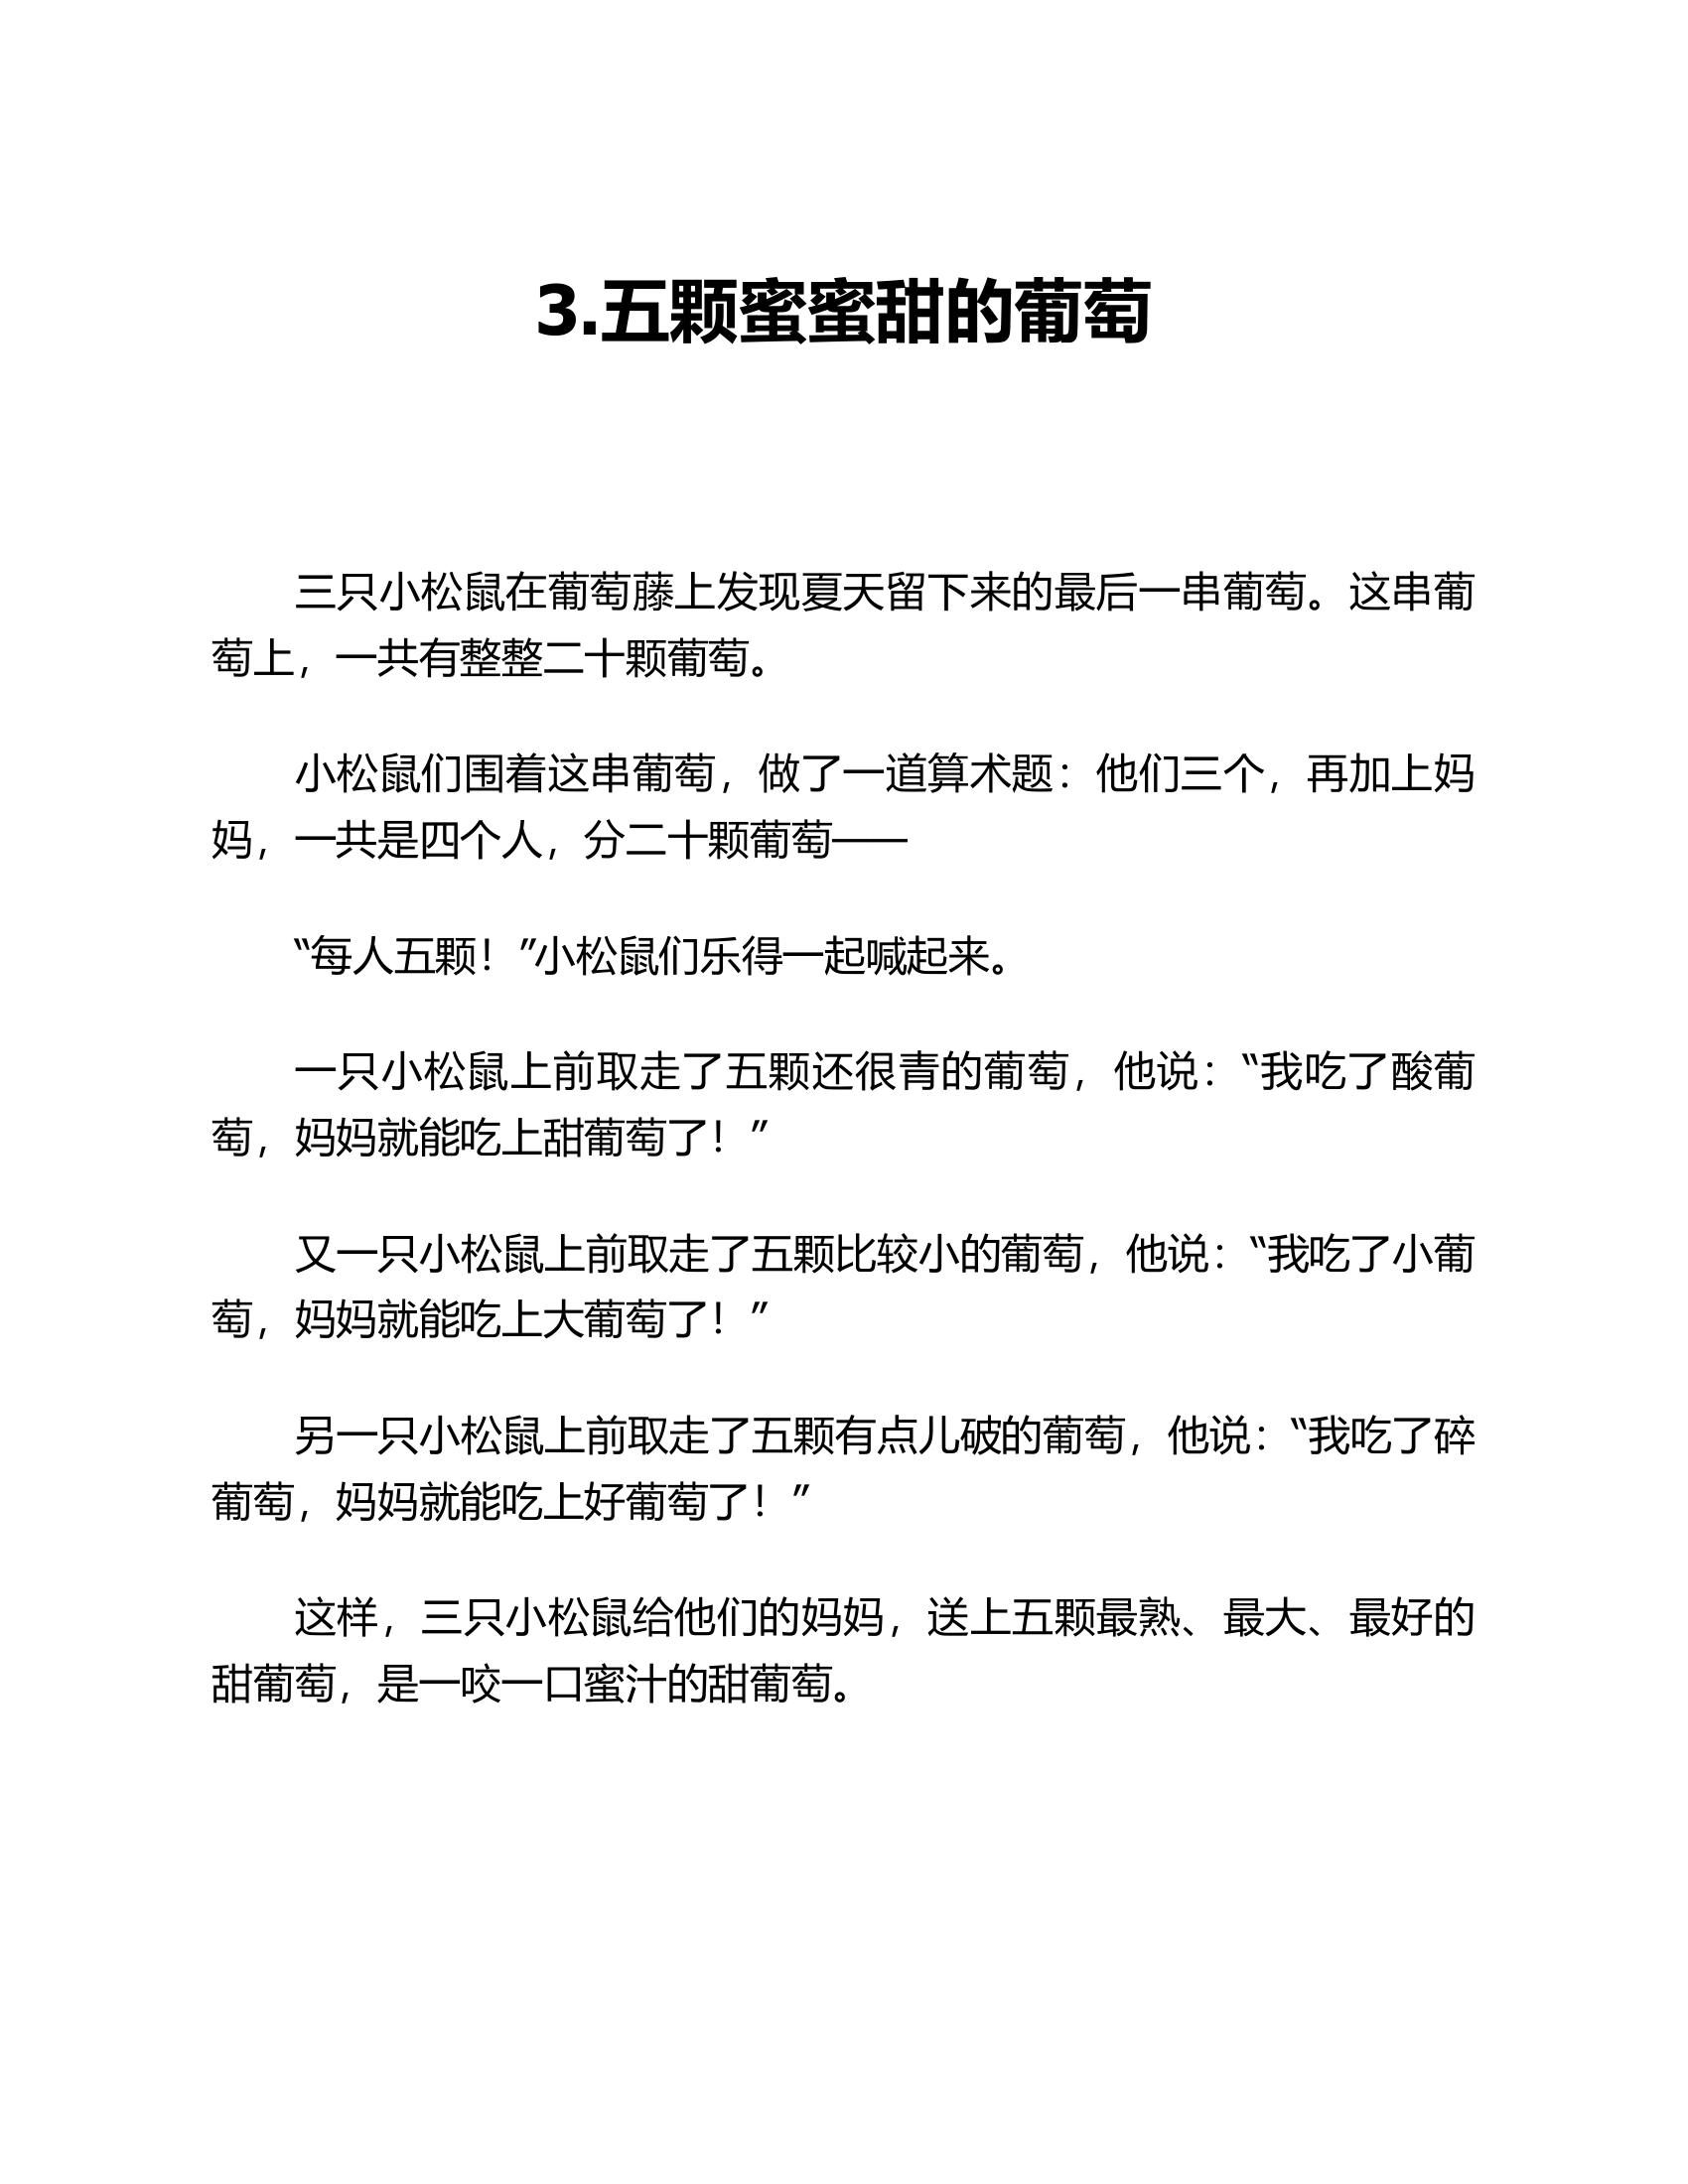 3.五颗蜜蜜甜的葡萄
三只小松鼠在葡萄藤上发现夏天留下来的最后一串葡萄。这串葡
萄上，一共有整整二十颗葡萄。
小松鼠们围着这串葡萄，做了一道算术题：他们三个，再加上妈
妈，一共是四个人，分二十颗葡萄——
“每人五颗！”小松鼠们乐得一起喊起来。
一只小松鼠上前取走了五颗还很青的葡萄，他说：“我吃了酸葡
萄，妈妈就能吃上甜葡萄了！”
又一只小松鼠上前取走了五颗比较小的葡萄，他说：“我吃了小葡
萄，妈妈就能吃上大葡萄了！”
另一只小松鼠上前取走了五颗有点儿破的葡萄，他说：“我吃了碎
葡萄，妈妈就能吃上好葡萄了！”
这样，三只小松鼠给他们的妈妈，送上五颗最熟、最大、最好的
甜葡萄，是一咬一口蜜汁的甜葡萄。